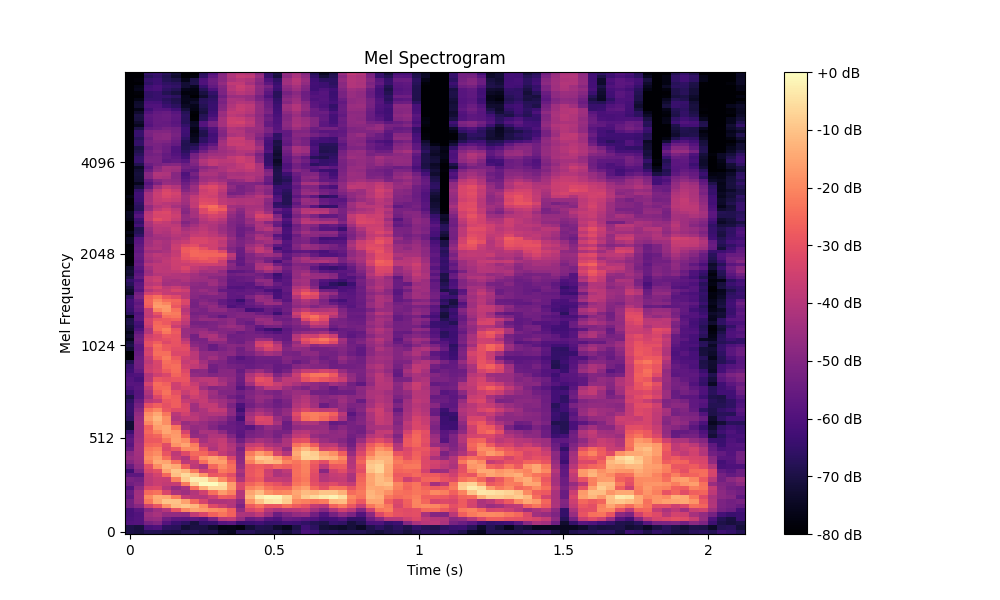 Mel Spectrogram
+0 dB
-10 dB
-20 dB
-30 dB
-40 dB
-50 dB
-60 dB
-70 dB
-80 dB
4096
2048
1024
512
0
Mel Frequency
0
0.5
1
1.5
2
Time (s)